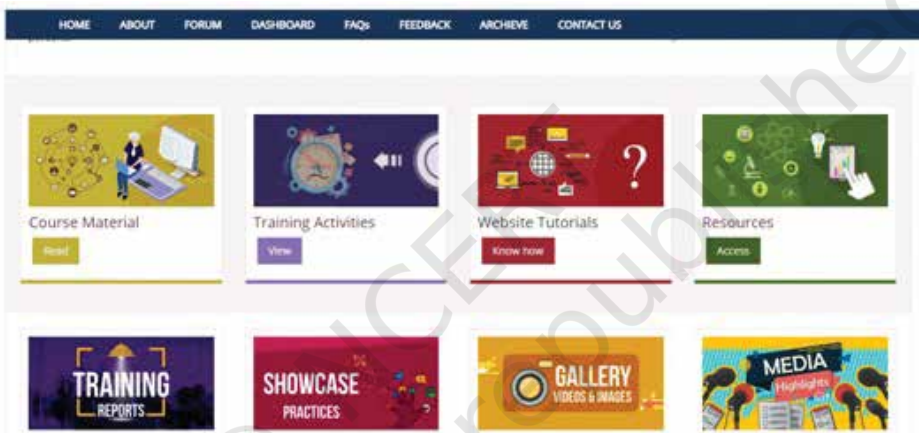 HOME ABOUT FORUM DASHBOARD FAQs FEEDBACK ARCHIEVE CONTACT US
Course Material
Read
Training Activities
View
Website Tutorials
Know how
Resources
Access
TRAINING
REPORTS
SHOWCASE
PRACTICES
GALLERY
VIDEOS & IMAGES
MEDIA
Highlights